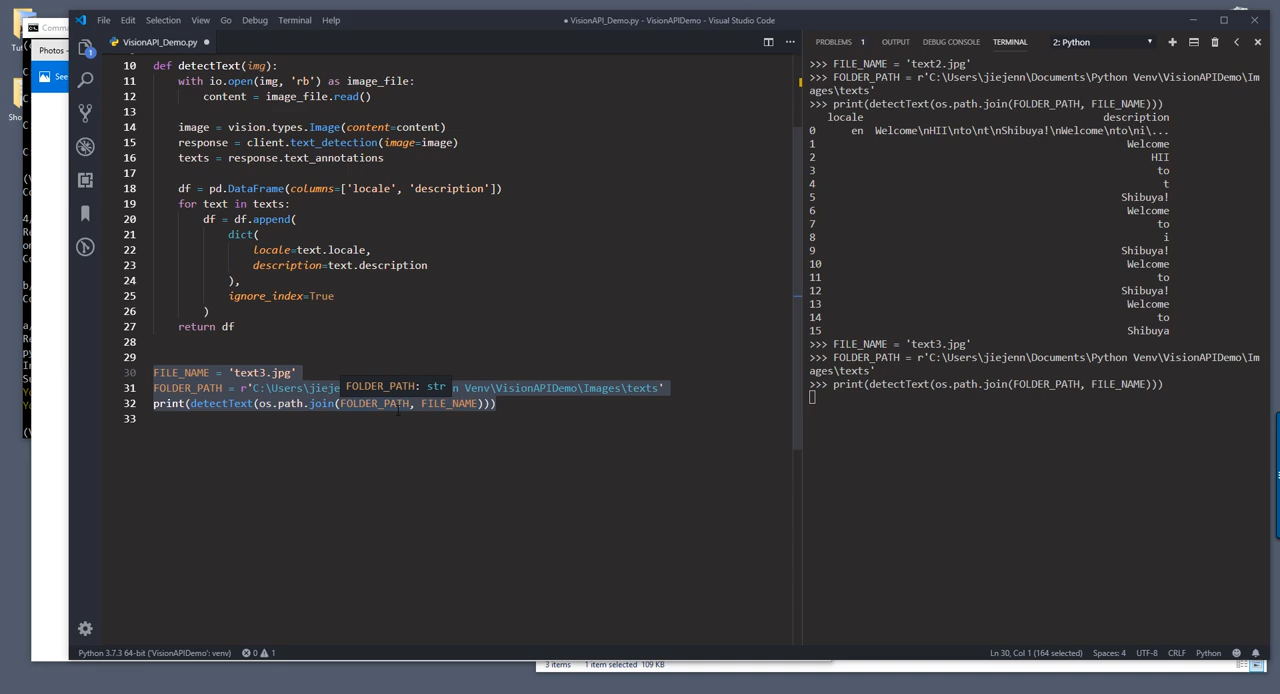 Tut
Sho
Comma
Photos -
See
File Edit Selection View Go Debug Terminal Help
● VisionAPI_Demo.py - VisionAPIDemo - Visual Studio Code
VisionAPI_Demo.py ●
1
10 def detectText(img):
11 with io.open(img, 'rb') as image_file:
12 content = image_file.read()
13
14 image = vision.types.Image(content=content)
15 response = client.text_detection(image=image)
16 texts = response.text_annotations
17
18 df = pd.DataFrame(columns=['locale', 'description'])
19 for text in texts:
20 df = df.append(
21 dict(
22 locale=text.locale,
23 description=text.description
24 ),
25 ignore_index=True
26 )
27 return df
28
29
30 FILE_NAME = 'text3.jpg'
31 FOLDER_PATH = r'C:\Users\jieje n Venv\VisionAPIDemo\Images\texts'
FOLDER_PATH: str
32 print(detectText(os.path.join(FOLDER_PATH, FILE_NAME)))
33
PROBLEMS 1 OUTPUT DEBUG CONSOLE TERMINAL 2: Python
>>> FILE_NAME = 'text2.jpg'
>>> FOLDER_PATH = r'C:\Users\jiejenn\Documents\Python Venv\VisionAPIDemo\Im
ages\texts'
>>> print(detectText(os.path.join(FOLDER_PATH, FILE_NAME)))
locale description
0 en Welcome\nHII\nto\nt\nShibuya!\nWelcome\nto\ni\...
1 Welcome
2 HII
3 to
4 t
5 Shibuya!
6 Welcome
7 to
8 i
9 Shibuya!
10 Welcome
11 to
12 Shibuya!
13 Welcome
14 to
15 Shibuya
>>> FILE_NAME = 'text3.jpg'
>>> FOLDER_PATH = r'C:\Users\jiejenn\Documents\Python Venv\VisionAPIDemo\Im
ages\texts'
>>> print(detectText(os.path.join(FOLDER_PATH, FILE_NAME)))
Python 3.7.3 64-bit ('VisionAPIDemo': venv) 0 1
Ln 30, Col 1 (164 selected) Spaces: 4 UTF-8 CRLF Python
3 items 1 item selected 109 KB